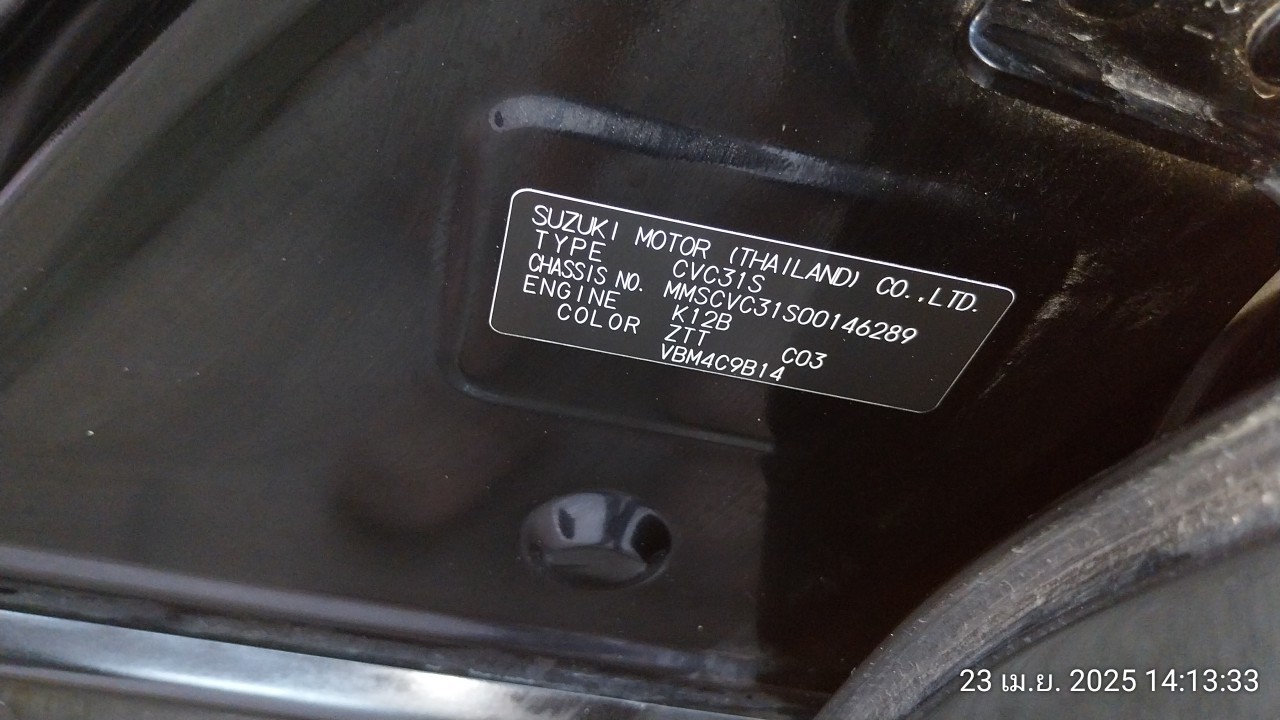 SUZUKI MOTOR (THAILAND) CO.,LTD.
TYPE CVC31S
CHASSIS NO. MMSCVC31S00146289
ENGINE K12B
COLOR ZTT C03
VBM4C9B14
23 เม.ย. 2025 14:13:33